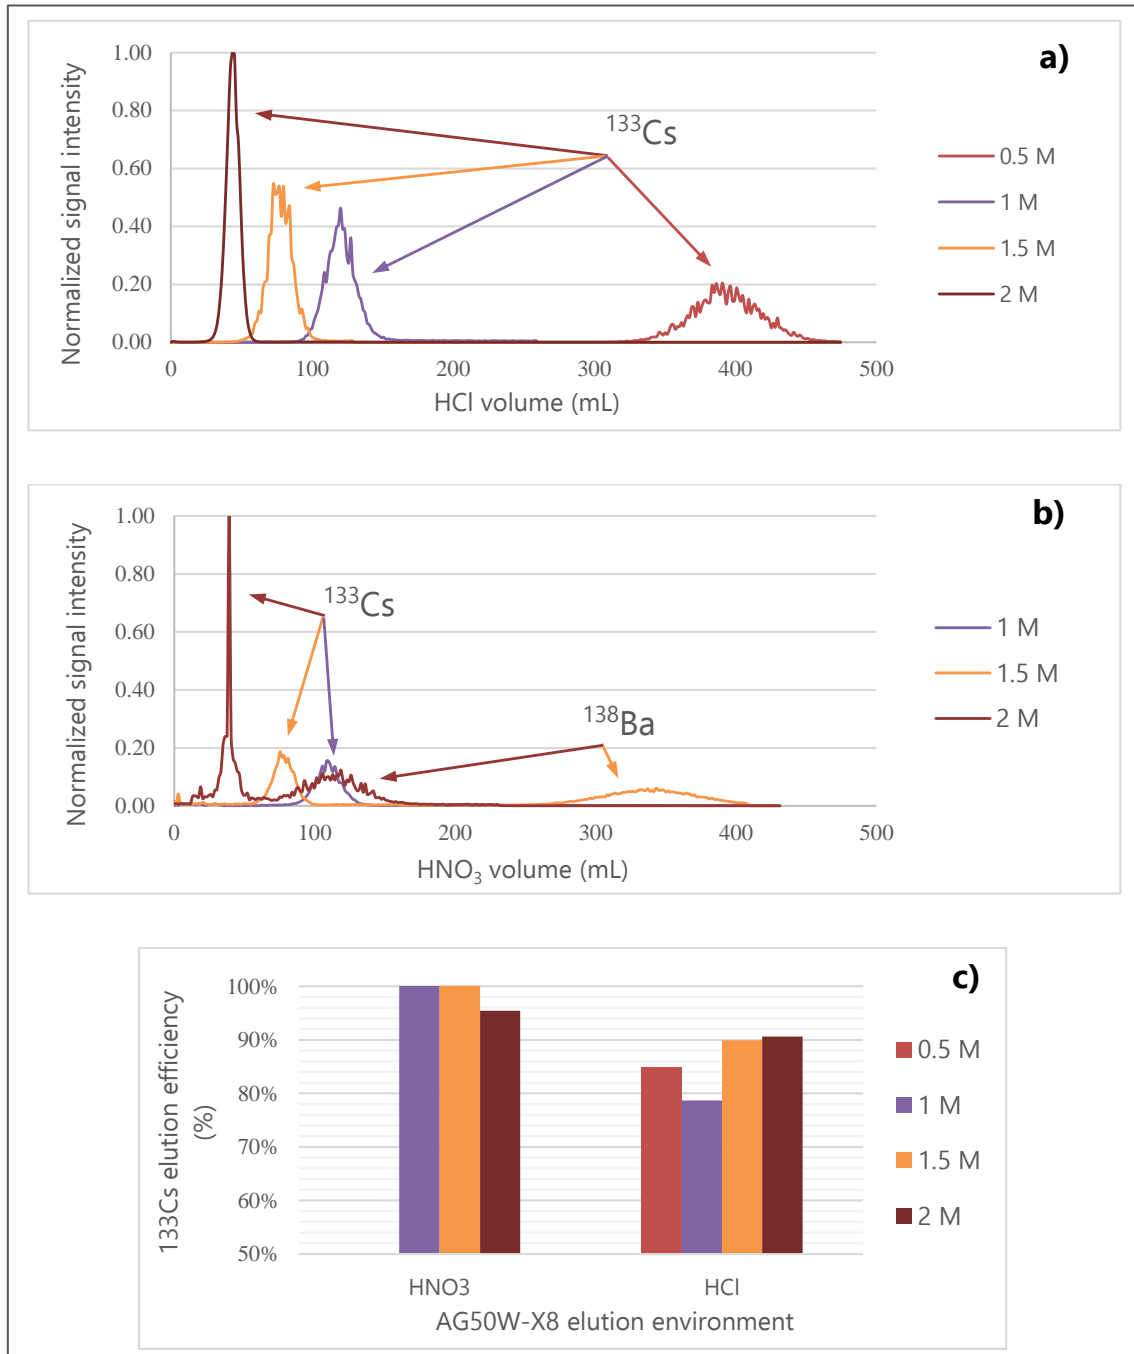 a)
Normalized signal intensity
1.00
0.80
0.60
0.40
0.20
0.00
0 100 200 300 400 500
HCl volume (mL)
¹³³Cs
0.5 M
1 M
1.5 M
2 M
b)
Normalized signal intensity
1.00
0.80
0.60
0.40
0.20
0.00
0 100 200 300 400 500
HNO₃ volume (mL)
¹³³Cs
¹³⁸Ba
1 M
1.5 M
2 M
c)
133Cs elution efficiency
(%)
100%
90%
80%
70%
60%
50%
HNO3 HCl
AG50W-X8 elution environment
0.5 M
1 M
1.5 M
2 M